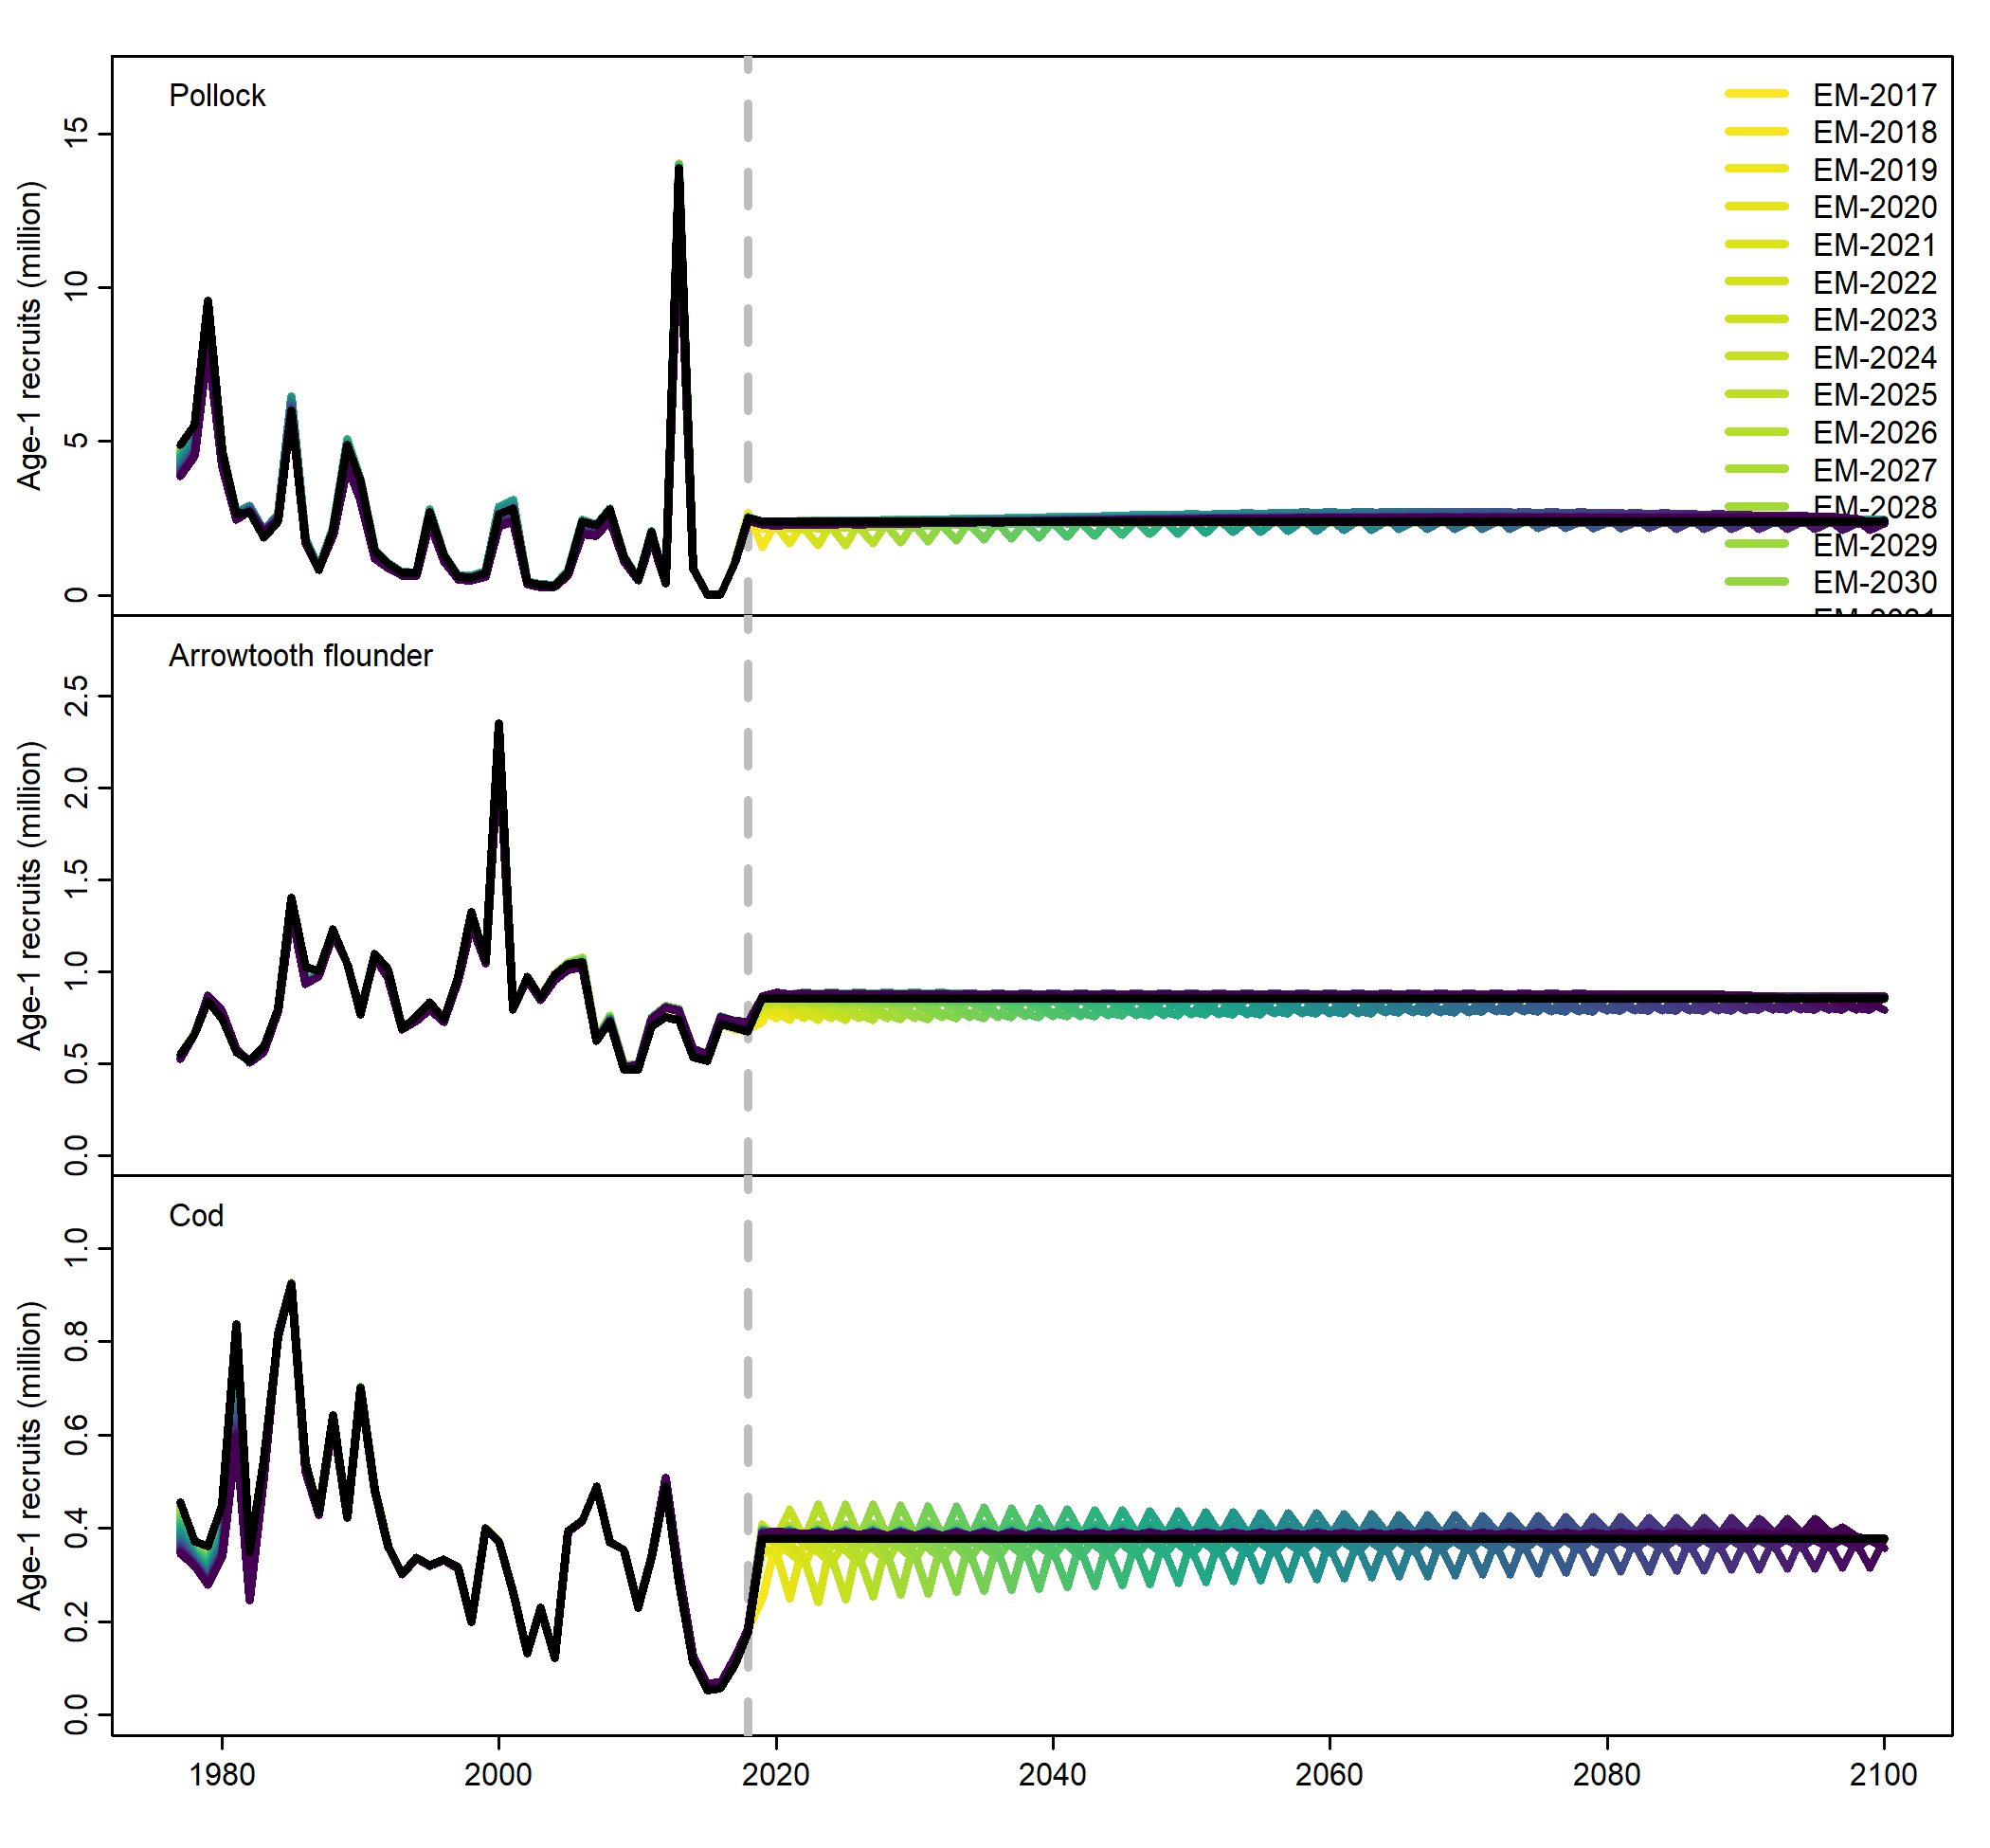 Pollock
Age-1 recruits (million)
15
10
5
0
EM-2017
EM-2018
EM-2019
EM-2020
EM-2021
EM-2022
EM-2023
EM-2024
EM-2025
EM-2026
EM-2027
EM-2028
EM-2029
EM-2030
Arrowtooth flounder
Age-1 recruits (million)
2.5
2.0
1.5
1.0
0.5
0.0
Cod
Age-1 recruits (million)
1.0
0.8
0.6
0.4
0.2
0.0
1980 2000 2020 2040 2060 2080 2100